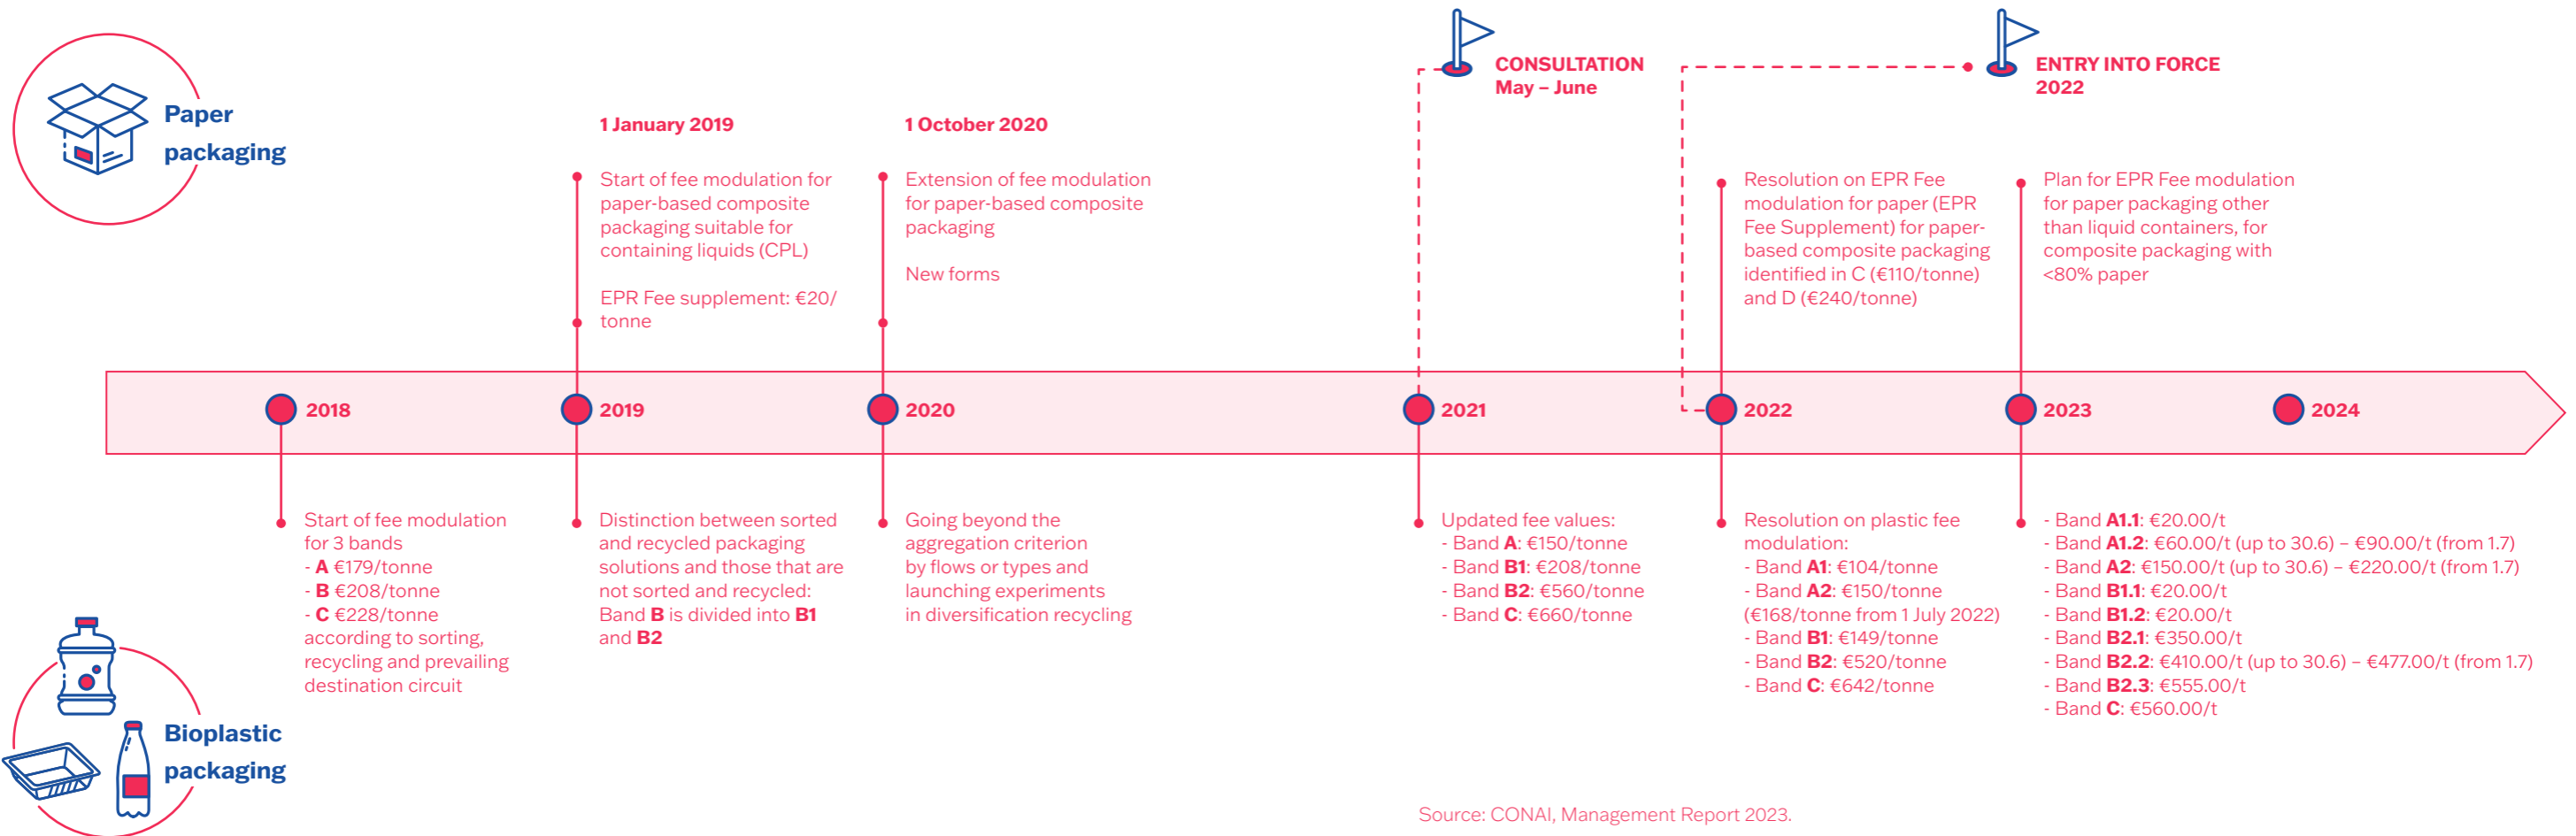 Paper
packaging
1 January 2019
Start of fee modulation for
paper-based composite
packaging suitable for
containing liquids (CPL)
EPR Fee supplement: €20/
tonne
1 October 2020
Extension of fee modulation
for paper-based composite
packaging
New forms
CONSULTATION
May – June
ENTRY INTO FORCE
2022
Resolution on EPR Fee
modulation for paper (EPR
Fee Supplement) for paper-
based composite packaging
identified in C (€110/tonne)
and D (€240/tonne)
Plan for EPR Fee modulation
for paper packaging other
than liquid containers, for
composite packaging with
<80% paper
2018
2019
2020
2021
2022
2023
2024
Start of fee modulation
for 3 bands
- A €179/tonne
- B €208/tonne
- C €228/tonne
according to sorting,
recycling and prevailing
destination circuit
Distinction between sorted
and recycled packaging
solutions and those that are
not sorted and recycled:
Band B is divided into B1
and B2
Going beyond the
aggregation criterion
by flows or types and
launching experiments
in diversification recycling
Updated fee values:
- Band A: €150/tonne
- Band B1: €208/tonne
- Band B2: €560/tonne
- Band C: €660/tonne
Resolution on plastic fee
modulation:
- Band A1: €104/tonne
- Band A2: €150/tonne
(€168/tonne from 1 July 2022)
- Band B1: €149/tonne
- Band B2: €520/tonne
- Band C: €642/tonne
- Band A1.1: €20.00/t
- Band A1.2: €60.00/t (up to 30.6) – €90.00/t (from 1.7)
- Band A2: €150.00/t (up to 30.6) – €220.00/t (from 1.7)
- Band B1.1: €20.00/t
- Band B1.2: €20.00/t
- Band B2.1: €350.00/t
- Band B2.2: €410.00/t (up to 30.6) – €477.00/t (from 1.7)
- Band B2.3: €555.00/t
- Band C: €560.00/t
Bioplastic
packaging
Source: CONAI, Management Report 2023.